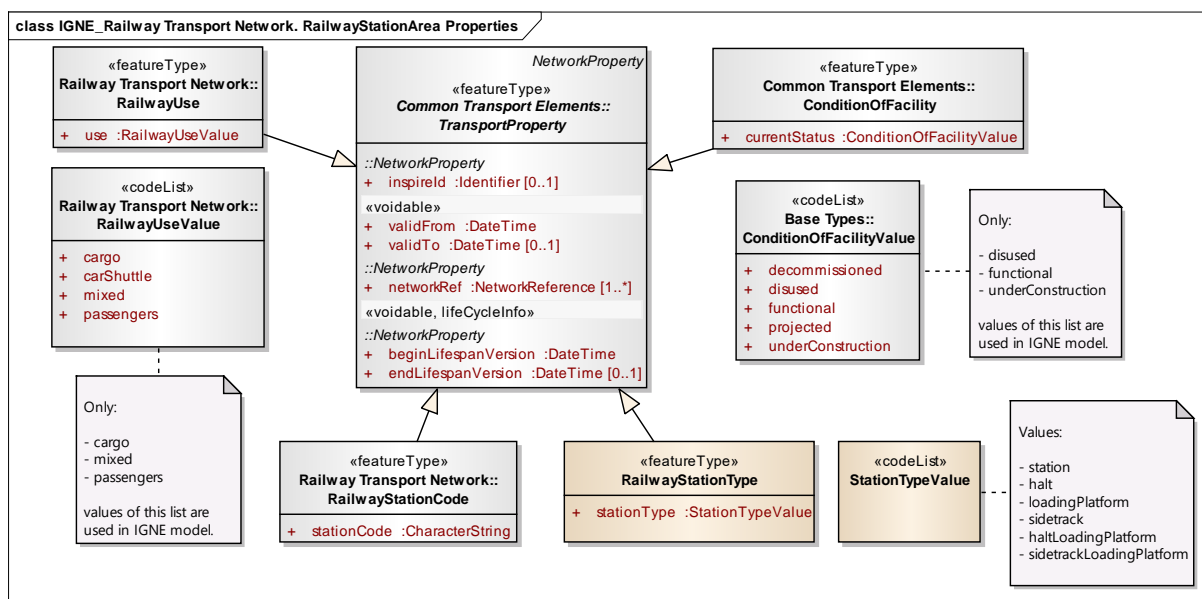 class IGNE_Railway Transport Network. RailwayStationArea Properties
«featureType»
Railway Transport Network::
RailwayUse
+ use :RailwayUseValue
NetworkProperty
«featureType»
Common Transport Elements::
TransportProperty
::NetworkProperty
+ inspireId :Identifier [0..1]
«voidable»
+ validFrom :DateTime
+ validTo :DateTime [0..1]
::NetworkProperty
+ networkRef :NetworkReference [1..*]
«voidable, lifeCycleInfo»
::NetworkProperty
+ beginLifespanVersion :DateTime
+ endLifespanVersion :DateTime [0..1]
«featureType»
Common Transport Elements::
ConditionOfFacility
+ currentStatus :ConditionOfFacilityValue
«codeList»
Railway Transport Network::
RailwayUseValue
+ cargo
+ carShuttle
+ mixed
+ passengers
«codeList»
Base Types::
ConditionOfFacilityValue
+ decommissioned
+ disused
+ functional
+ projected
+ underConstruction
Only:
- disused
- functional
- underConstruction
values of this list are
used in IGNE model.
Only:
- cargo
- mixed
- passengers
values of this list are
used in IGNE model.
«featureType»
Railway Transport Network::
RailwayStationCode
+ stationCode :CharacterString
«featureType»
RailwayStationType
+ stationType :StationTypeValue
«codeList»
StationTypeValue
Values:
- station
- halt
- loadingPlatform
- sidetrack
- haltLoadingPlatform
- sidetrackLoadingPlatform